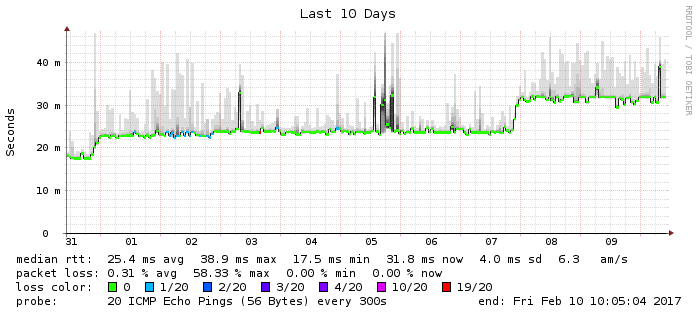 Last 10 Days
RRDTOOL / TOBI OETIKER
Seconds
40 m
30 m
20 m
10 m
0
31 01 02 03 04 05 06 07 08 09
median rtt: 25.4 ms avg 38.9 ms max 17.5 ms min 31.8 ms now 4.0 ms sd 6.3 am/s
packet loss: 0.31 % avg 58.33 % max 0.00 % min 0.00 % now
loss color: 0 1/20 2/20 3/20 4/20 10/20 19/20
probe: 20 ICMP Echo Pings (56 Bytes) every 300s end: Fri Feb 10 10:05:04 2017